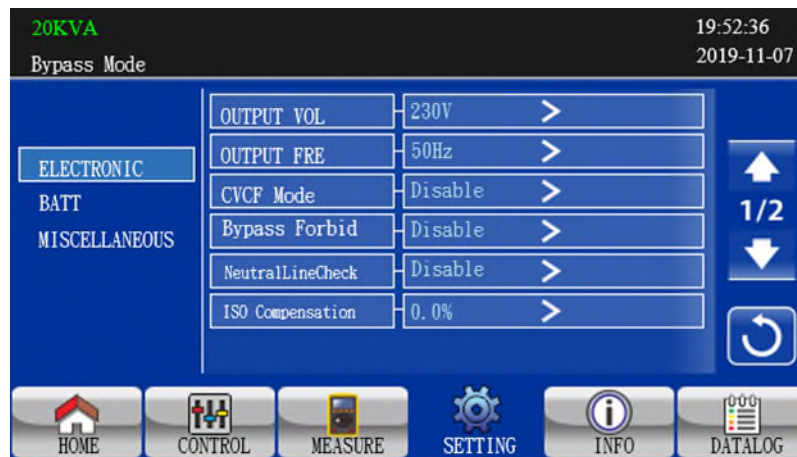 20KVA
19:52:36
Bypass Mode
2019-11-07
ELECTRONIC
BATT
MISCELLANEOUS
OUTPUT VOL 230V >
OUTPUT FRE 50Hz >
CVCF Mode Disable >
Bypass Forbid Disable >
NeutralLineCheck Disable >
ISO Compensation 0.0% >
1/2
HOME CONTROL MEASURE SETTING INFO DATALOG